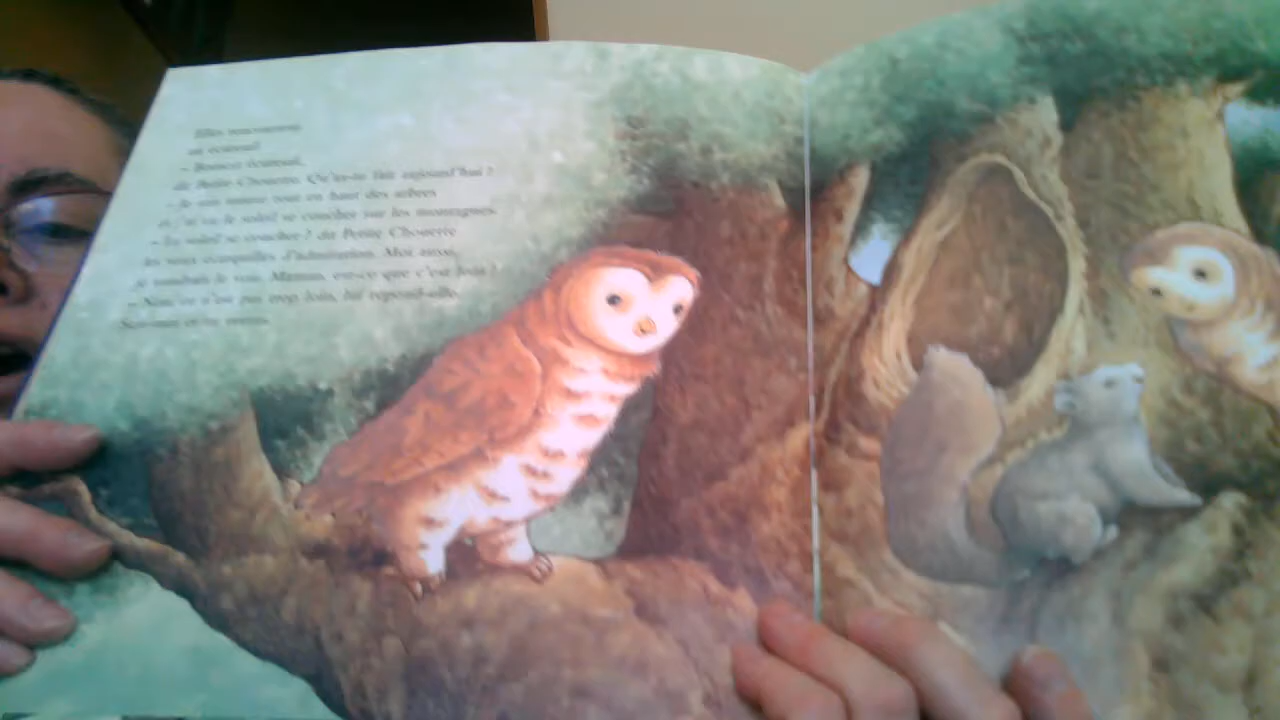 Elles rencontrent
un écureuil.
– Bonsoir écureuil,
dit Petite Chouette. Qu'as-tu fait aujourd'hui ?
– Je suis monté tout en haut des arbres
et j'ai vu le soleil se coucher sur les montagnes.
– Le soleil se coucher ? dit Petite Chouette
les yeux écarquillés d'admiration. Moi aussi,
je voudrais le voir. Maman, est-ce que c'est loin ?
– Non, ce n'est pas trop loin, lui répond-elle.